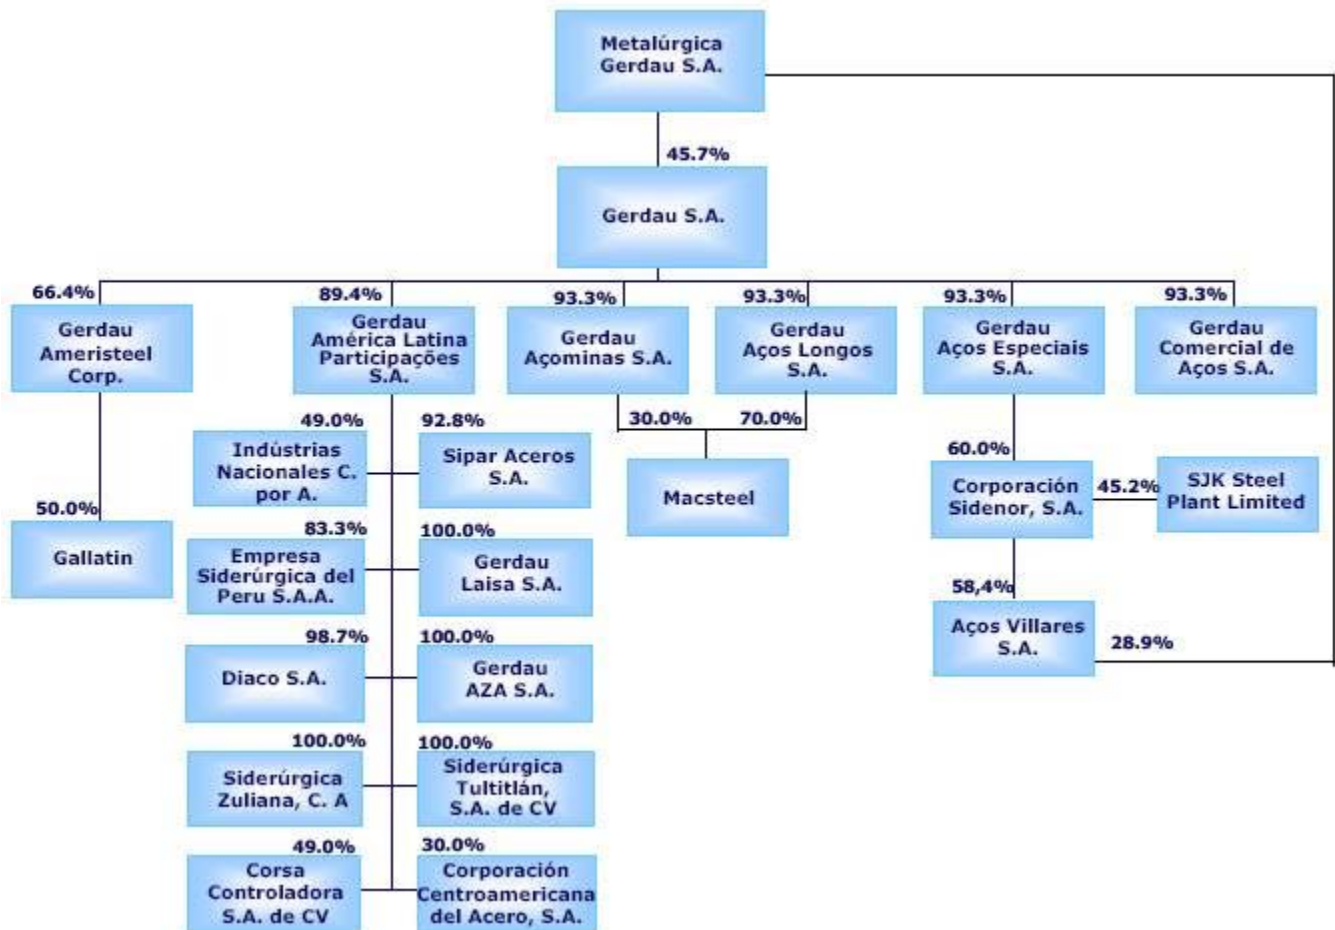 Metalúrgica
Gerdau S.A.
45.7%
Gerdau S.A.
66.4%
89.4%
93.3%
93.3%
93.3%
93.3%
Gerdau
Ameristeel
Corp.
Gerdau
América Latina
Participações
S.A.
Gerdau
Açominas S.A.
Gerdau
Aços Longos
S.A.
Gerdau
Aços Especiais
S.A.
Gerdau
Comercial de
Aços S.A.
50.0%
Gallatin
49.0%
Indústrias
Nacionales C.
por A.
92.8%
Sipar Aceros
S.A.
83.3%
Empresa
Siderúrgica del
Peru S.A.A.
100.0%
Gerdau
Laisa S.A.
98.7%
Diaco S.A.
100.0%
Gerdau
AZA S.A.
100.0%
Siderúrgica
Zuliana, C. A
100.0%
Siderúrgica
Tultitlán,
S.A. de CV
49.0%
Corsa
Controladora
S.A. de CV
30.0%
Corporación
Centroamericana
del Acero, S.A.
30.0%
70.0%
Macsteel
60.0%
Corporación
Sidenor, S.A.
45.2%
SJK Steel
Plant Limited
58,4%
Aços Villares
S.A.
28.9%